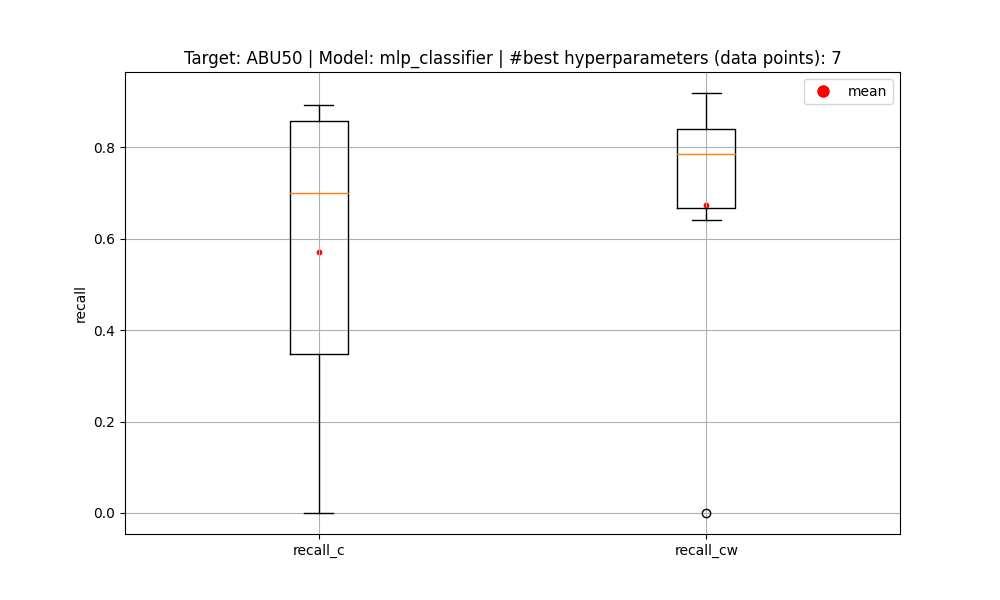 Target: ABU50 | Model: mlp_classifier | #best hyperparameters (data points): 7
mean
0.8
0.6
0.4
0.2
0.0
recall
recall_c
recall_cw